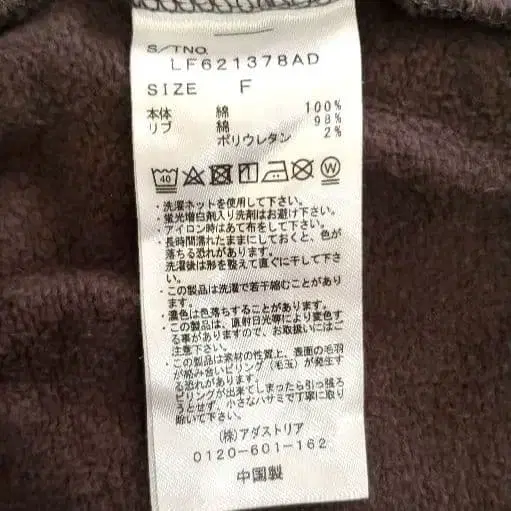 S/TNO.
LF621378AD
SIZE F
本体 綿 100%
リブ 綿 98%
ポリウレタン 2%
40 W
・洗濯ネットを使用して下さい。
・蛍光増白剤入り洗剤はお避け下さい。
・アイロン時はあて布をして下さい。
・長時間濡れたままにしておくと、色が
落ちる恐れがあります。
洗濯後は形を整えて直ぐに干して下さ
い。
・この製品は洗濯で若干縮むことがあり
ます。
・濃色は色落ちすることがあります。
・この製品は、直射日光等により変色す
る事がありますので、お取扱いにはご
注意下さい。
・この製品は素材の性質上、表面の毛羽
が絡み合いピリング（毛玉）が発生す
る恐れがあります。
ピリングが出来てしまったら引っ張ろ
うとせず、小さなハサミで丁寧に取り
除いて下さい。
(株)アダストリア
0120-601-162
中国製